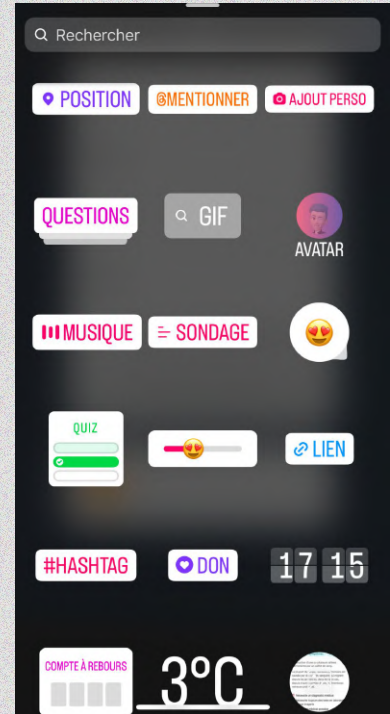 Rechercher
POSITION
@MENTIONNER
AJOUT PERSO
QUESTIONS
GIF
AVATAR
MUSIQUE
SONDAGE
QUIZ
LIEN
#HASHTAG
DON
17 15
COMPTE À REBOURS
3°C